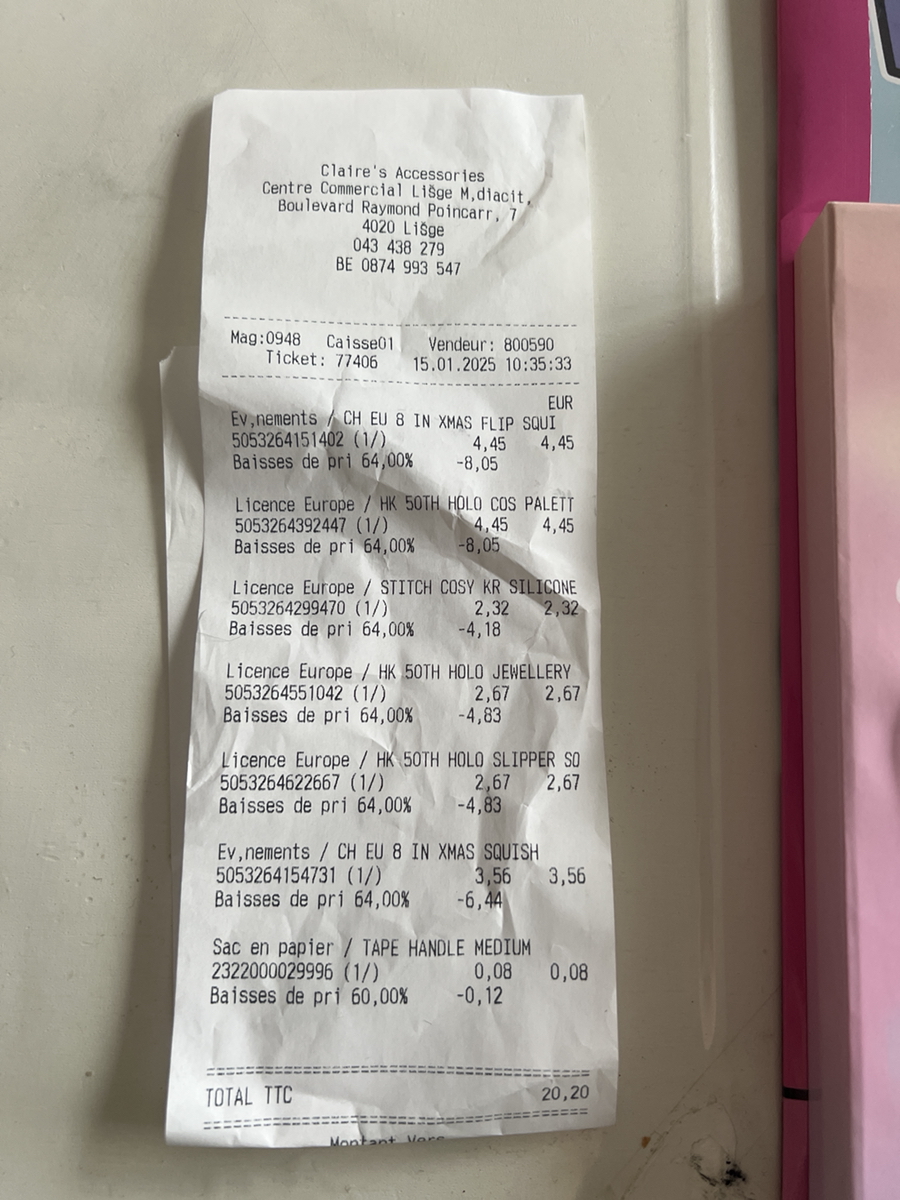 Claire's Accessories
Centre Commercial LiŠge M,diacit,
Boulevard Raymond Poincarr, 7
4020 LiŠge
043 438 279
BE 0874 993 547
Mag:0948 Caisse01 Vendeur: 800590
Ticket: 77406 15.01.2025 10:35:33
EUR
Ev,nements / CH EU 8 IN XMAS FLIP SQUI
5053264151402 (1/) 4,45 4,45
Baisses de pri 64,00% -8,05
Licence Europe / HK 50TH HOLO COS PALETT
5053264392447 (1/) 4,45 4,45
Baisses de pri 64,00% -8,05
Licence Europe / STITCH COSY KR SILICONE
5053264299470 (1/) 2,32 2,32
Baisses de pri 64,00% -4,18
Licence Europe / HK 50TH HOLO JEWELLERY
5053264551042 (1/) 2,67 2,67
Baisses de pri 64,00% -4,83
Licence Europe / HK 50TH HOLO SLIPPER SO
5053264622667 (1/) 2,67 2,67
Baisses de pri 64,00% -4,83
Ev,nements / CH EU 8 IN XMAS SQUISH
5053264154731 (1/) 3,56 3,56
Baisses de pri 64,00% -6,44
Sac en papier / TAPE HANDLE MEDIUM
2322000029996 (1/) 0,08 0,08
Baisses de pri 60,00% -0,12
TOTAL TTC 20,20
Montant Vers